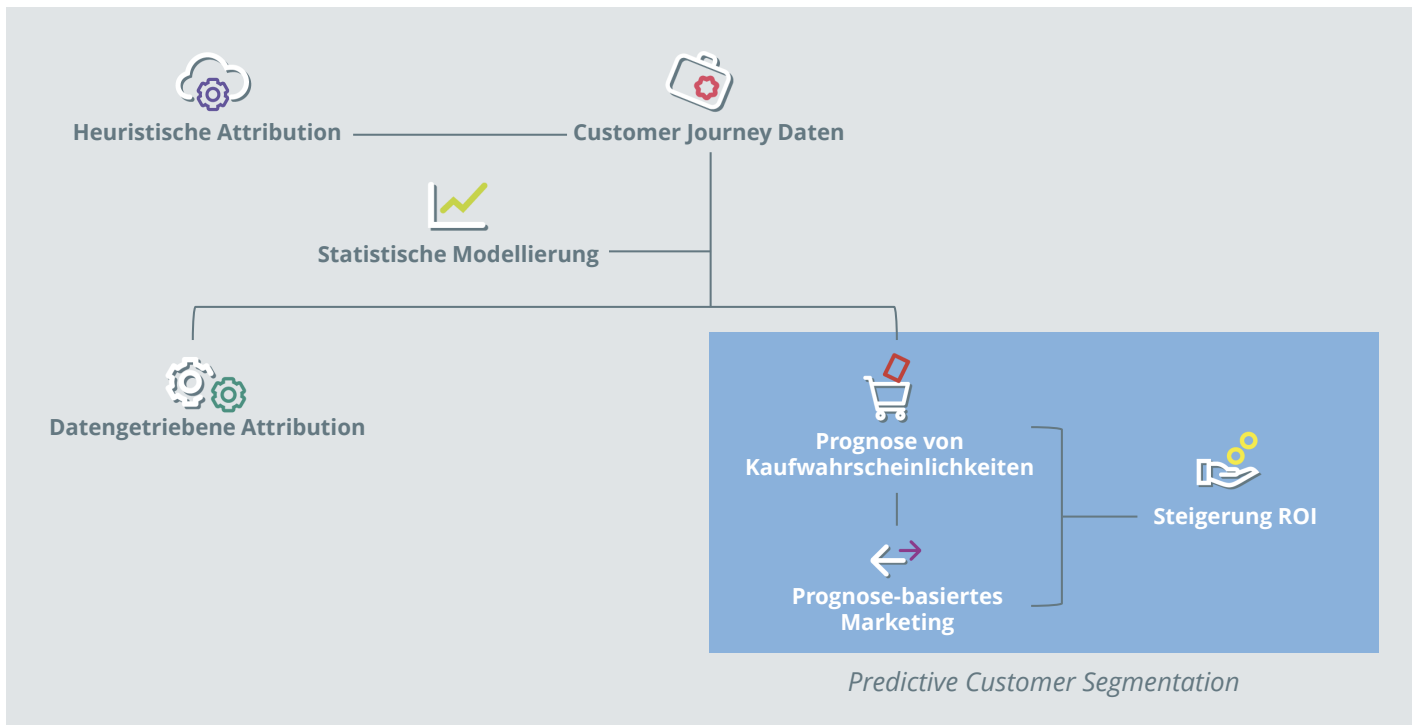 Heuristische Attribution
Customer Journey Daten
Statistische Modellierung
Datengetriebene Attribution
Prognose von
Kaufwahrscheinlichkeiten
Steigerung ROI
Prognose-basiertes
Marketing
Predictive Customer Segmentation